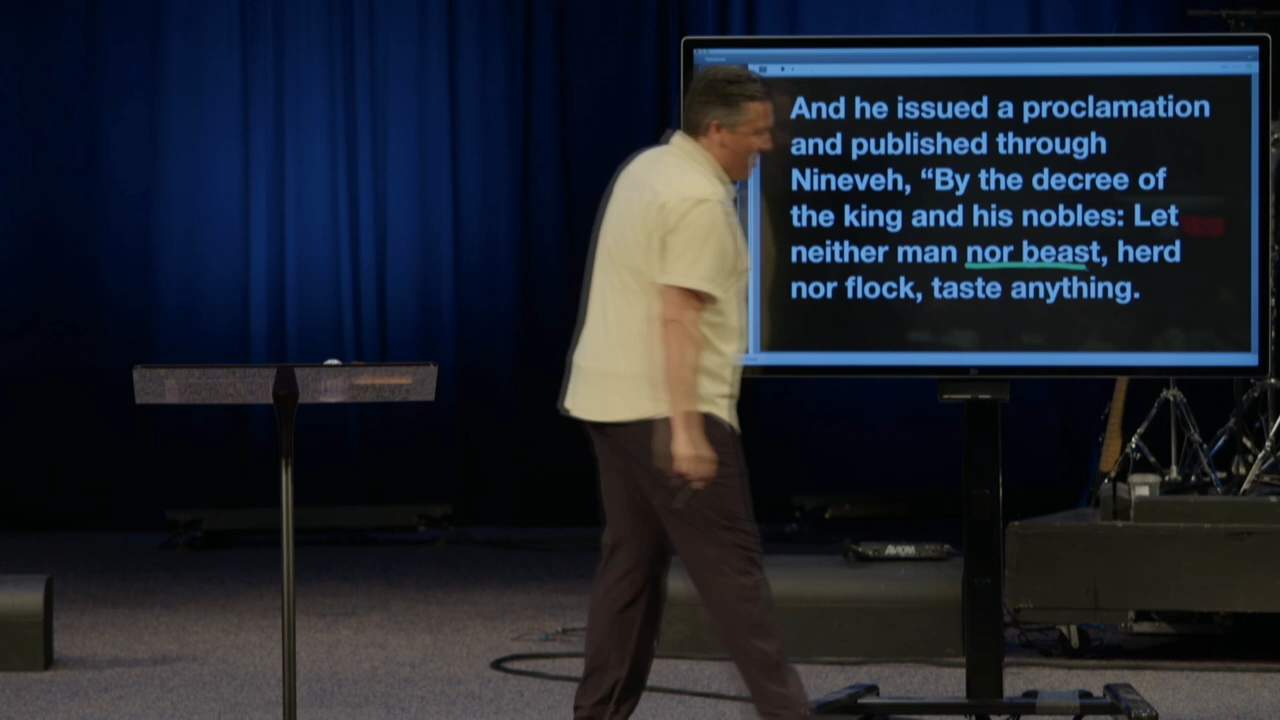 And he issued a proclamation
and published through
Nineveh, “By the decree of
the king and his nobles: Let
neither man nor beast, herd
nor flock, taste anything.
AVIOM